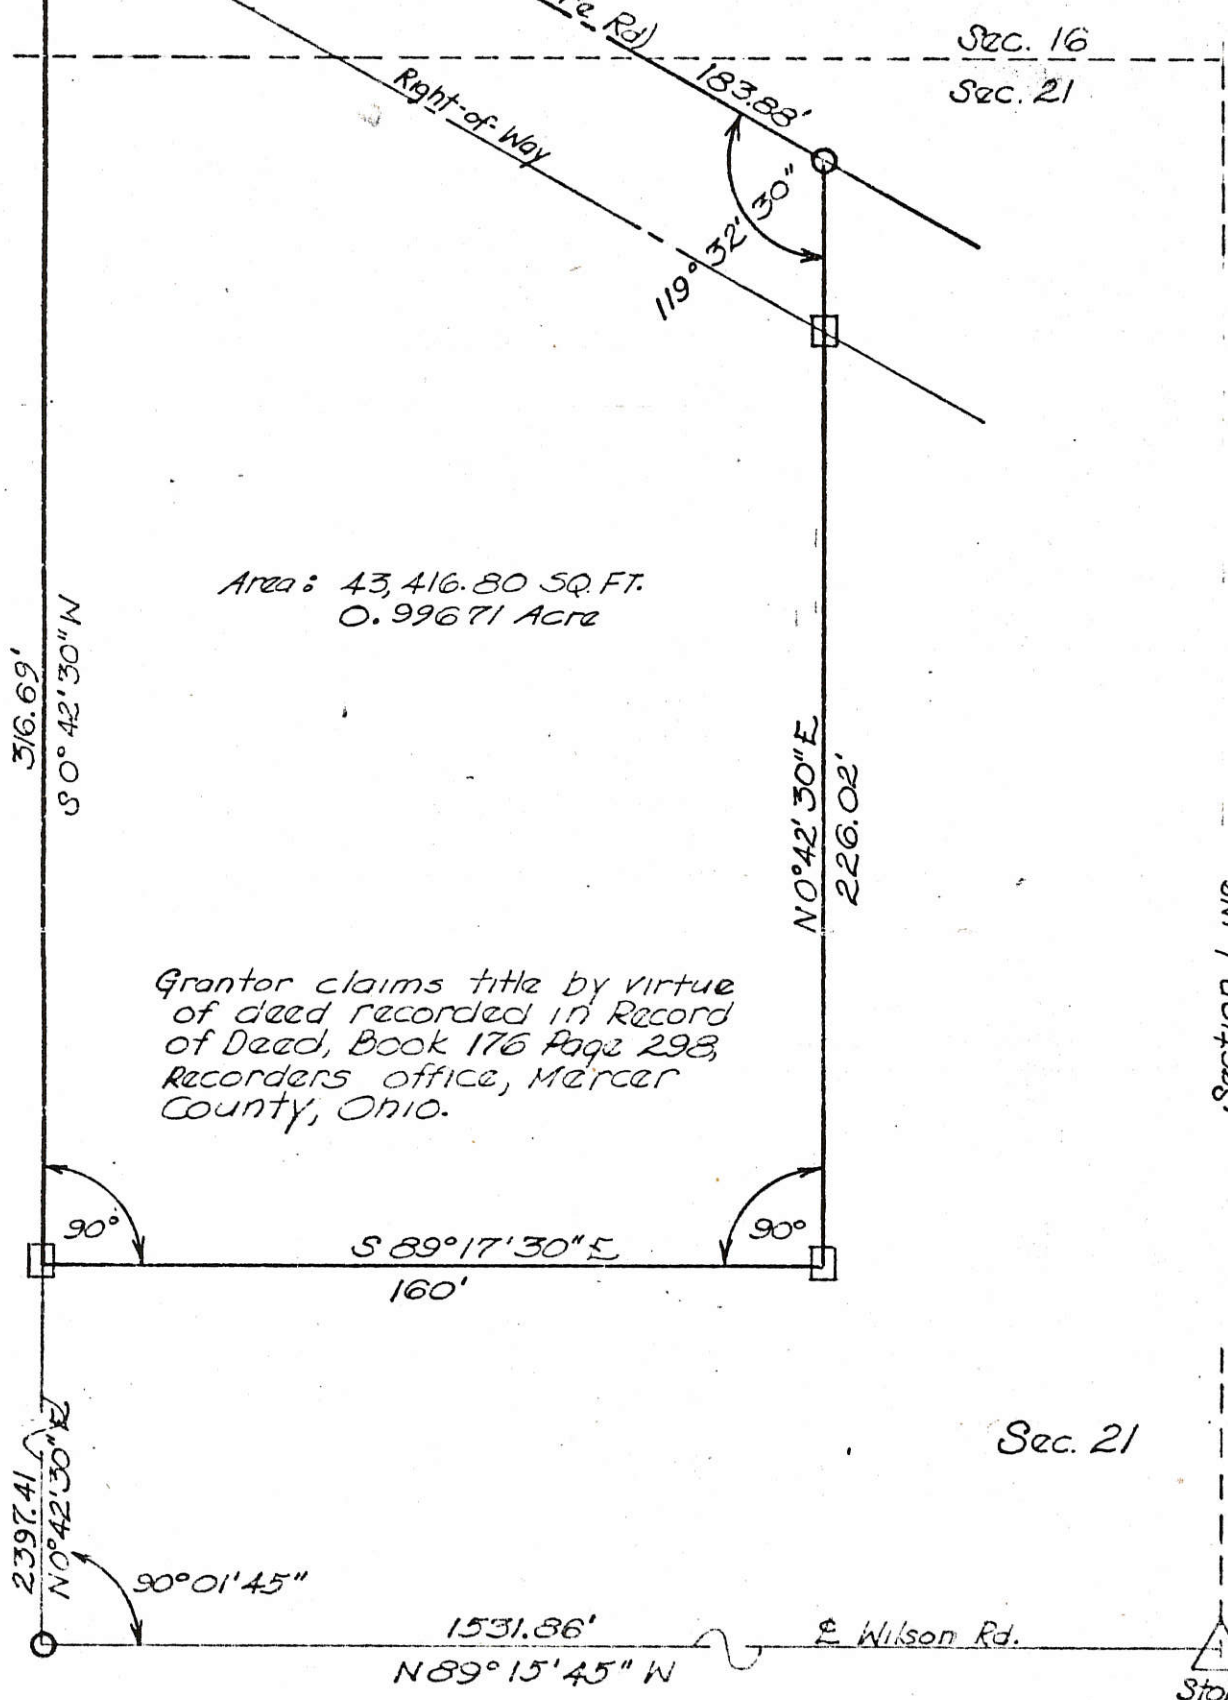 Rd)
Sec. 16
183.88'
Sec. 21
Right-of-Way
119° 32' 30"
Area: 43,416.80 SQ. FT.
0.99671 Acre
316.69'
S 0° 42' 30" W
N 0° 42' 30" E
226.02'
Section
Grantor claims title by virtue
of deed recorded in Record
of Deed, Book 176 Page 298,
Recorders office, Mercer
County, Ohio.
90°
90°
S 89° 17' 30" E
160'
Sec. 21
2397.41
N 0° 42' 30" E
90° 01' 45"
1531.86'
℄ Wilson Rd.
N 89° 15' 45" W